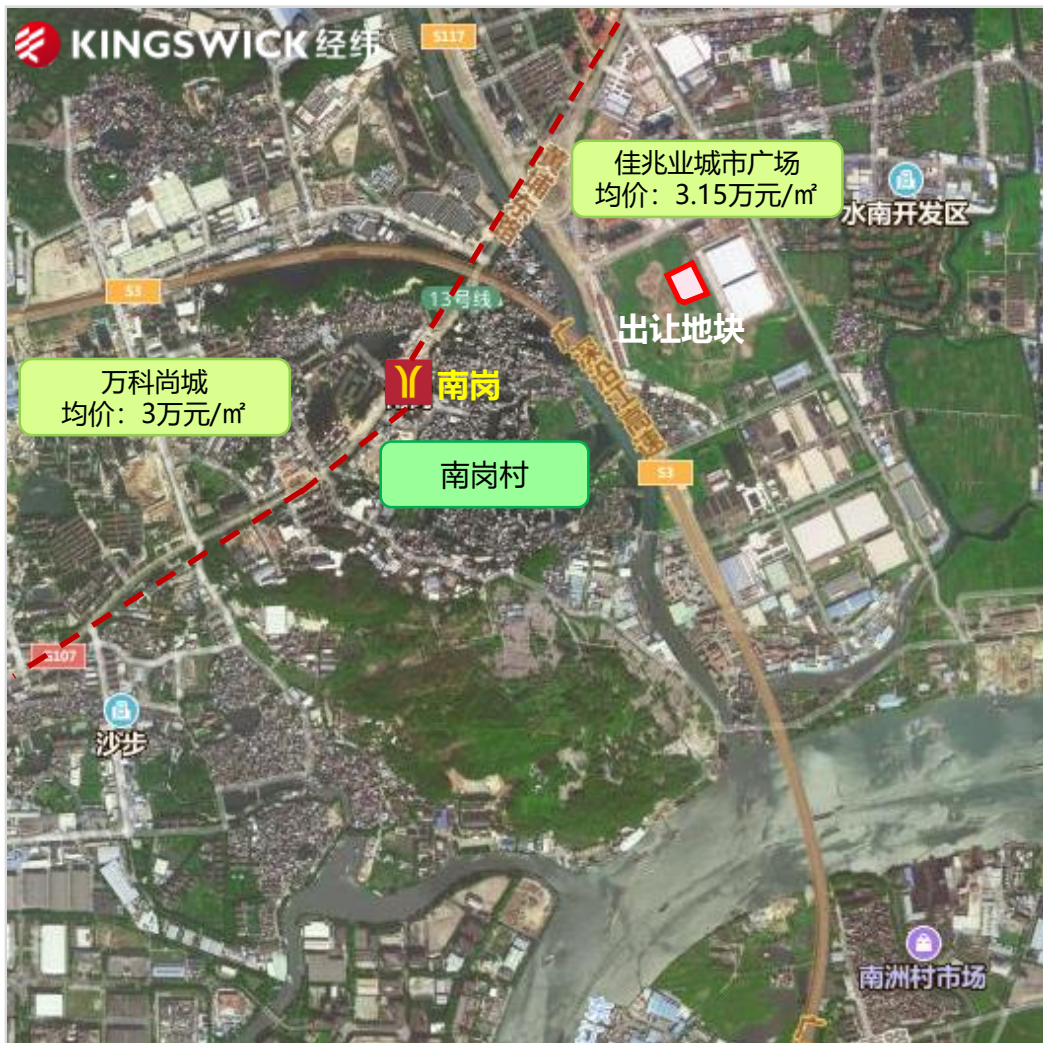 KINGSWICK 经纬
S117
佳兆业城市广场
均价：3.15万元/㎡
水南开发区
S3
13号线
出让地块
万科尚城
均价：3万元/㎡
南岗
南岗村
S3
G107
沙步
南洲村市场